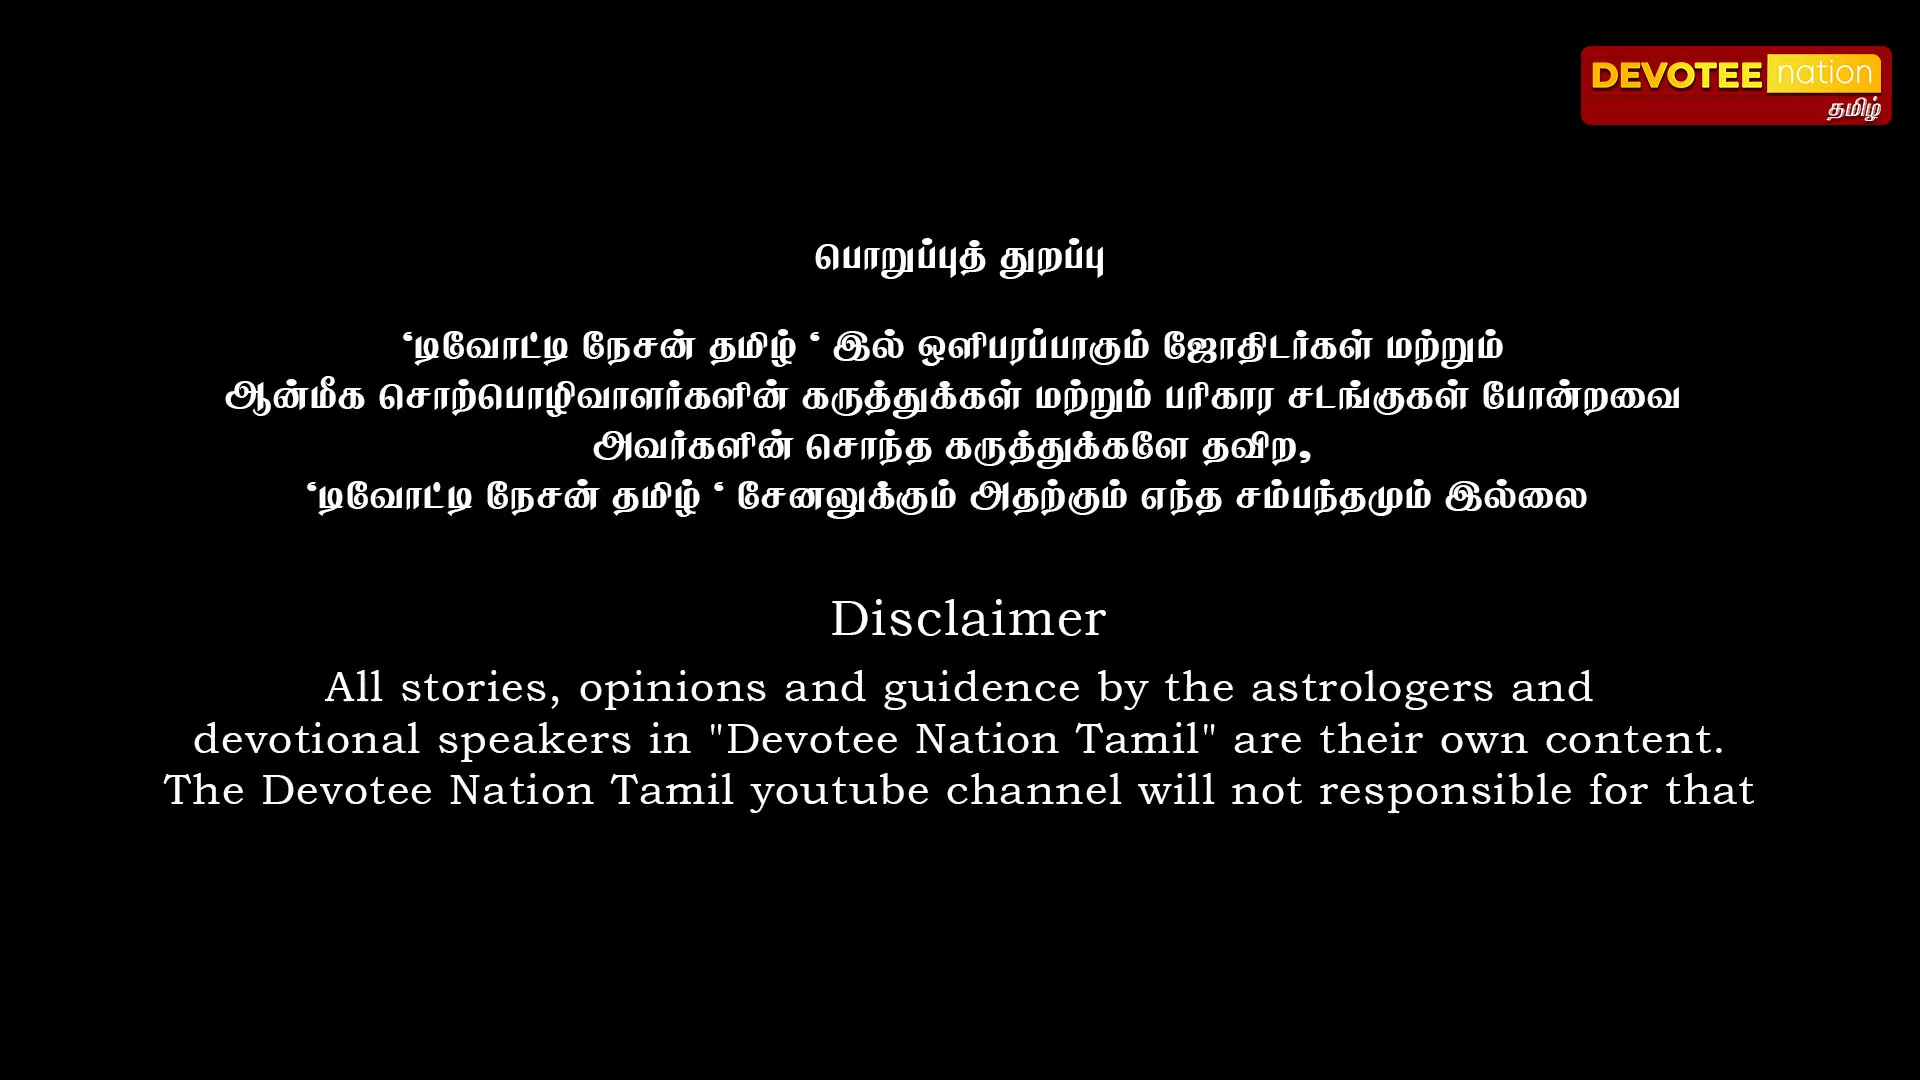 DEVOTEE nation
தமிழ்
பொறுப்புத் துறப்பு
‘டிவோட்டி நேசன் தமிழ் ‘ இல் ஒளிபரப்பாகும் ஜோதிடர்கள் மற்றும்
ஆன்மீக சொற்பொழிவாளர்களின் கருத்துக்கள் மற்றும் பரிகார சடங்குகள் போன்றவை
அவர்களின் சொந்த கருத்துக்களே தவிற,
‘டிவோட்டி நேசன் தமிழ் ‘ சேனலுக்கும் அதற்கும் எந்த சம்பந்தமும் இல்லை
Disclaimer
All stories, opinions and guidence by the astrologers and
devotional speakers in "Devotee Nation Tamil" are their own content.
The Devotee Nation Tamil youtube channel will not responsible for that